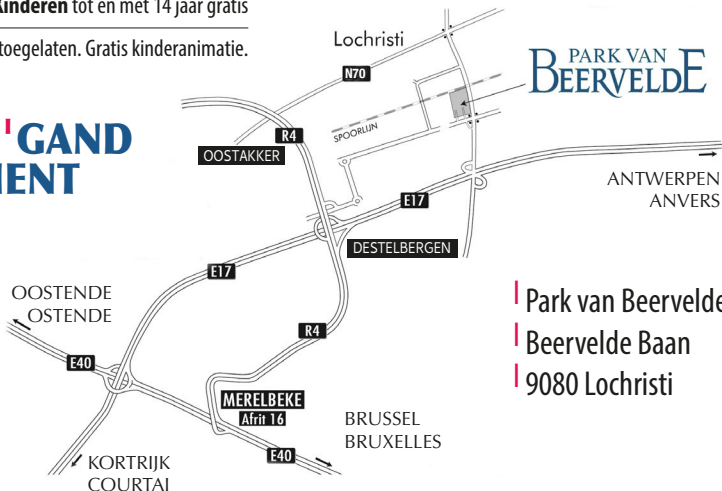 Kinderen tot en met 14 jaar gratis
toegelaten. Gratis kinderanimatie.
GAND
Lochristi
N70
PARK VAN
BEERVELDE
R4
SPOORLIJN
OOSTAKKER
ANTWERPEN
ANVERS
E17
DESTELBERGEN
E17
OOSTENDE
OSTENDE
R4
Park van Beervelde
Beervelde Baan
9080 Lochristi
E40
MERELBEKE
Afrit 16
BRUSSEL
BRUXELLES
E40
KORTRIJK
COURTAI